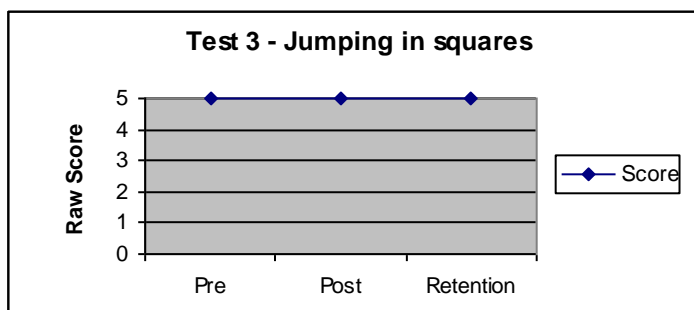 Test 3 - Jumping in squares
Raw Score
5
4
3
2
1
0
Pre Post Retention
Score